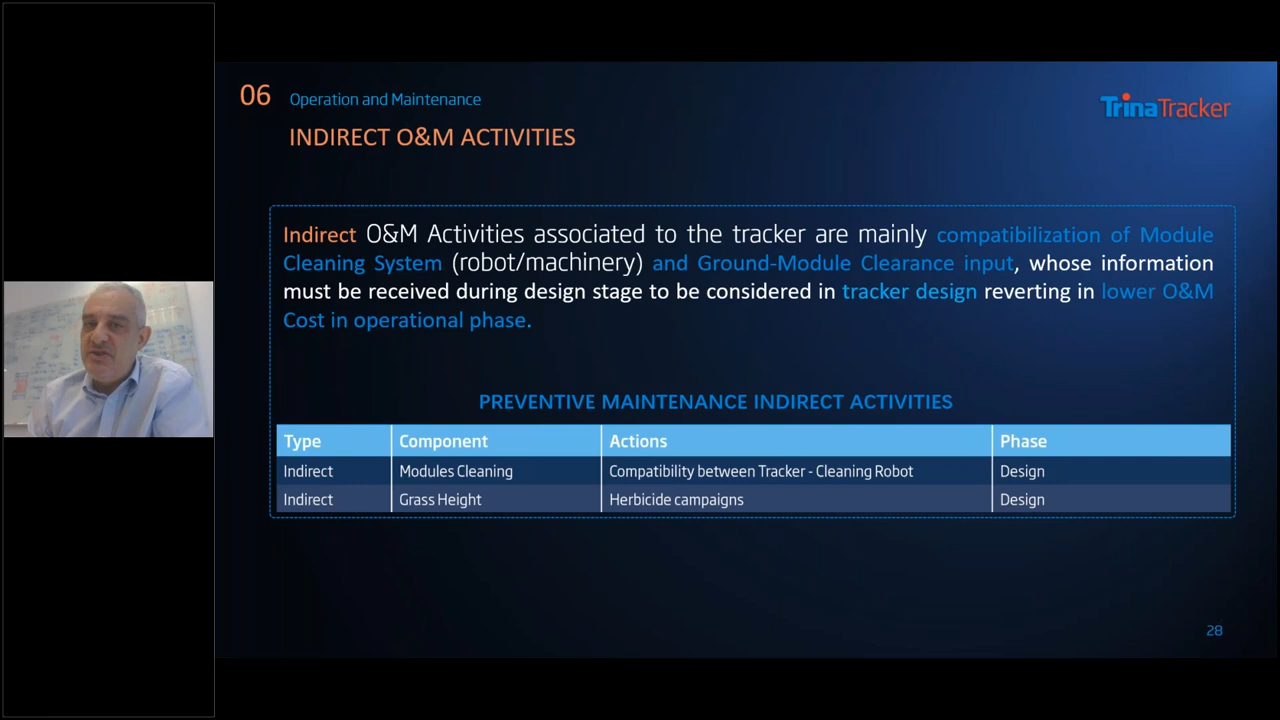 06 Operation and Maintenance
TrinaTracker
INDIRECT O&M ACTIVITIES
Indirect O&M Activities associated to the tracker are mainly compatibilization of Module
Cleaning System (robot/machinery) and Ground-Module Clearance input, whose information
must be received during design stage to be considered in tracker design reverting in lower O&M
Cost in operational phase.
PREVENTIVE MAINTENANCE INDIRECT ACTIVITIES
Type Component Actions Phase
Indirect Modules Cleaning Compatibility between Tracker - Cleaning Robot Design
Indirect Grass Height Herbicide campaigns Design
28